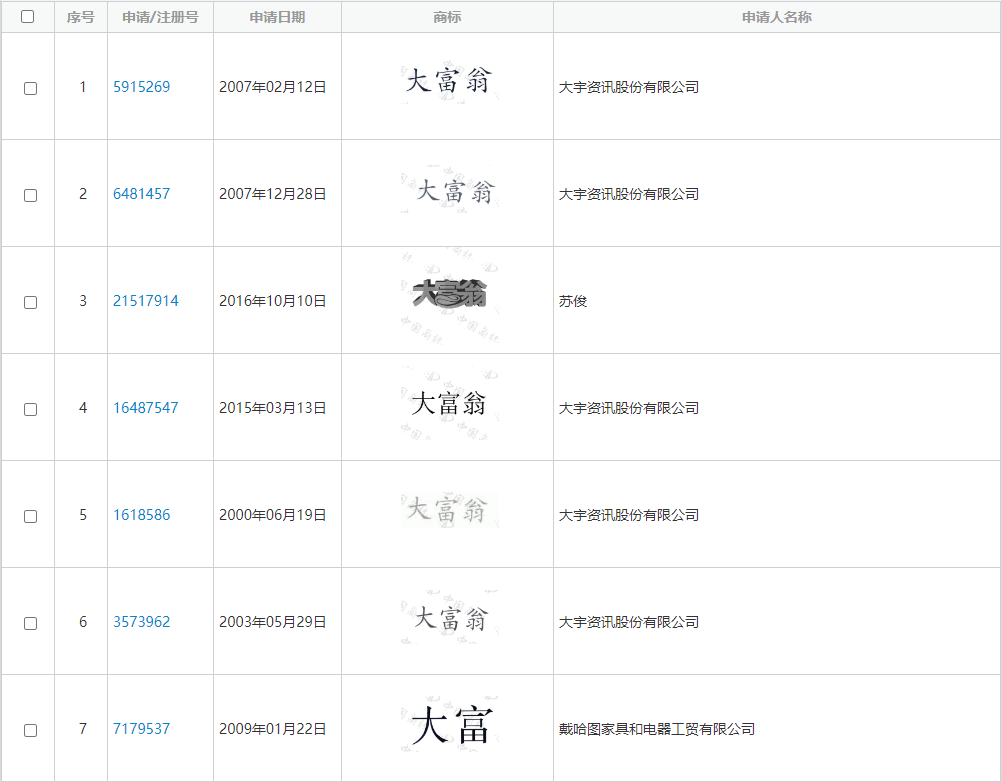 序号 申请/注册号 申请日期 商标 申请人名称
1 5915269 2007年02月12日 大富翁 大宇资讯股份有限公司
2 6481457 2007年12月28日 大富翁 大宇资讯股份有限公司
3 21517914 2016年10月10日 大富翁 苏俊
4 16487547 2015年03月13日 大富翁 大宇资讯股份有限公司
5 1618586 2000年06月19日 大富翁 大宇资讯股份有限公司
6 3573962 2003年05月29日 大富翁 大宇资讯股份有限公司
7 7179537 2009年01月22日 大富 戴哈图家具和电器工贸有限公司